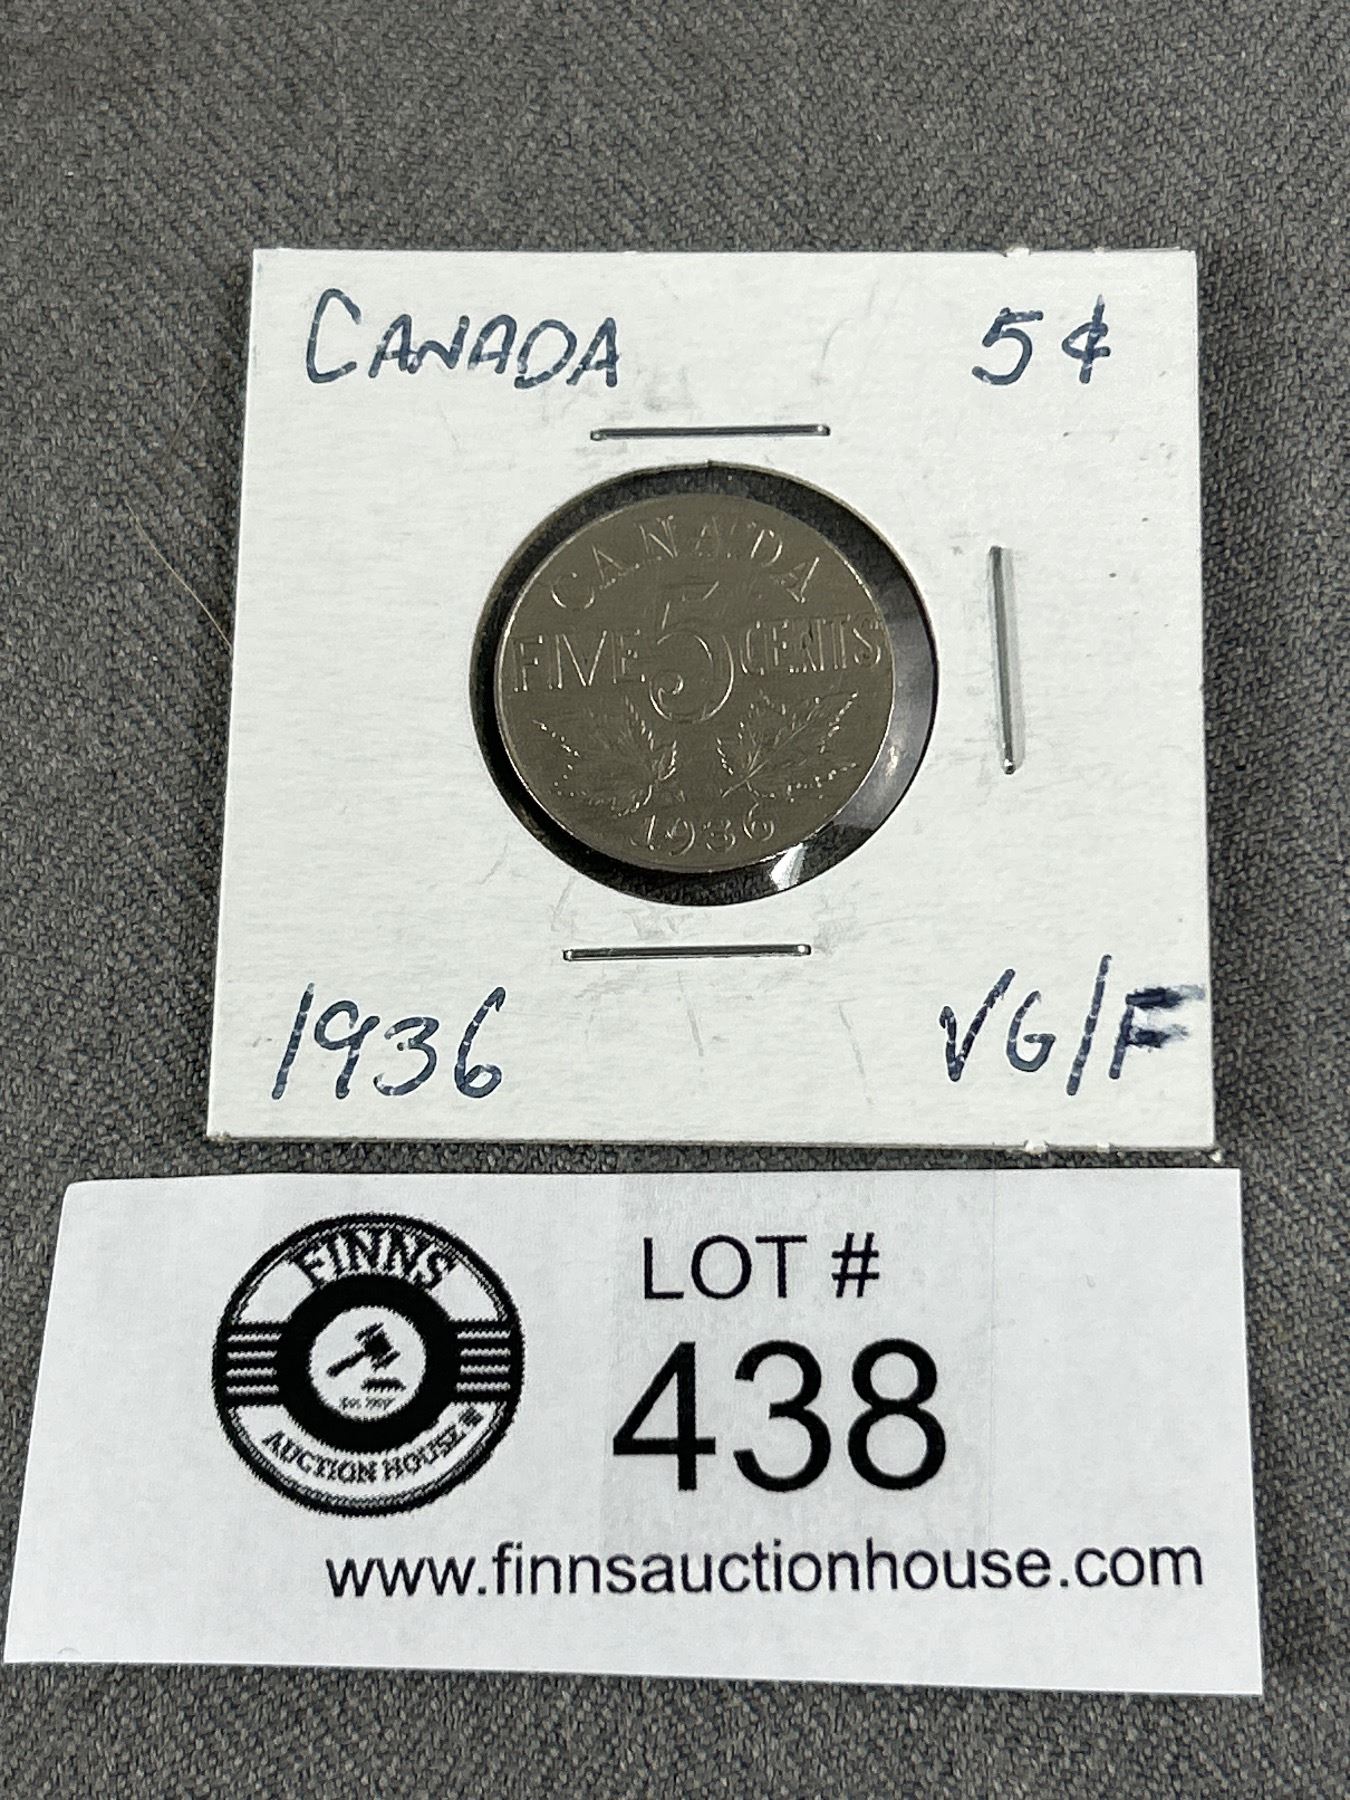 CANADA 5¢
CANADA
FIVE 5 CENTS
1936
1936 VG/F
FINNS
AUCTION HOUSE
LOT #
438
www.finnsauctionhouse.com